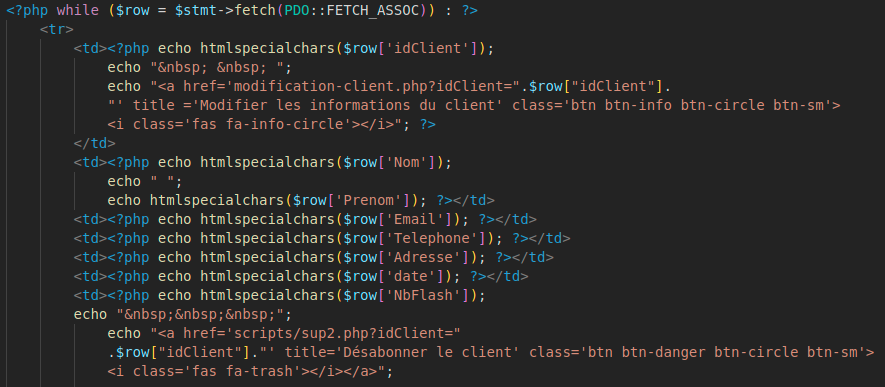 <?php while ($row = $stmt->fetch(PDO::FETCH_ASSOC)) : ?>
<tr>
<td><?php echo htmlspecialchars($row['idClient']);
echo "&nbsp; &nbsp; ";
echo "<a href='modification-client.php?idClient=".$row["idClient"].
"' title ='Modifier les informations du client' class='btn btn-info btn-circle btn-sm'>
<i class='fas fa-info-circle'></i>"; ?>
</td>
<td><?php echo htmlspecialchars($row['Nom']);
echo " ";
echo htmlspecialchars($row['Prenom']); ?></td>
<td><?php echo htmlspecialchars($row['Email']); ?></td>
<td><?php echo htmlspecialchars($row['Telephone']); ?></td>
<td><?php echo htmlspecialchars($row['Adresse']); ?></td>
<td><?php echo htmlspecialchars($row['date']); ?></td>
<td><?php echo htmlspecialchars($row['NbFlash']);
echo "&nbsp;&nbsp;&nbsp;";
echo "<a href='scripts/sup2.php?idClient="
.$row["idClient"]."' title='Désabonner le client' class='btn btn-danger btn-circle btn-sm'>
<i class='fas fa-trash'></i></a>";